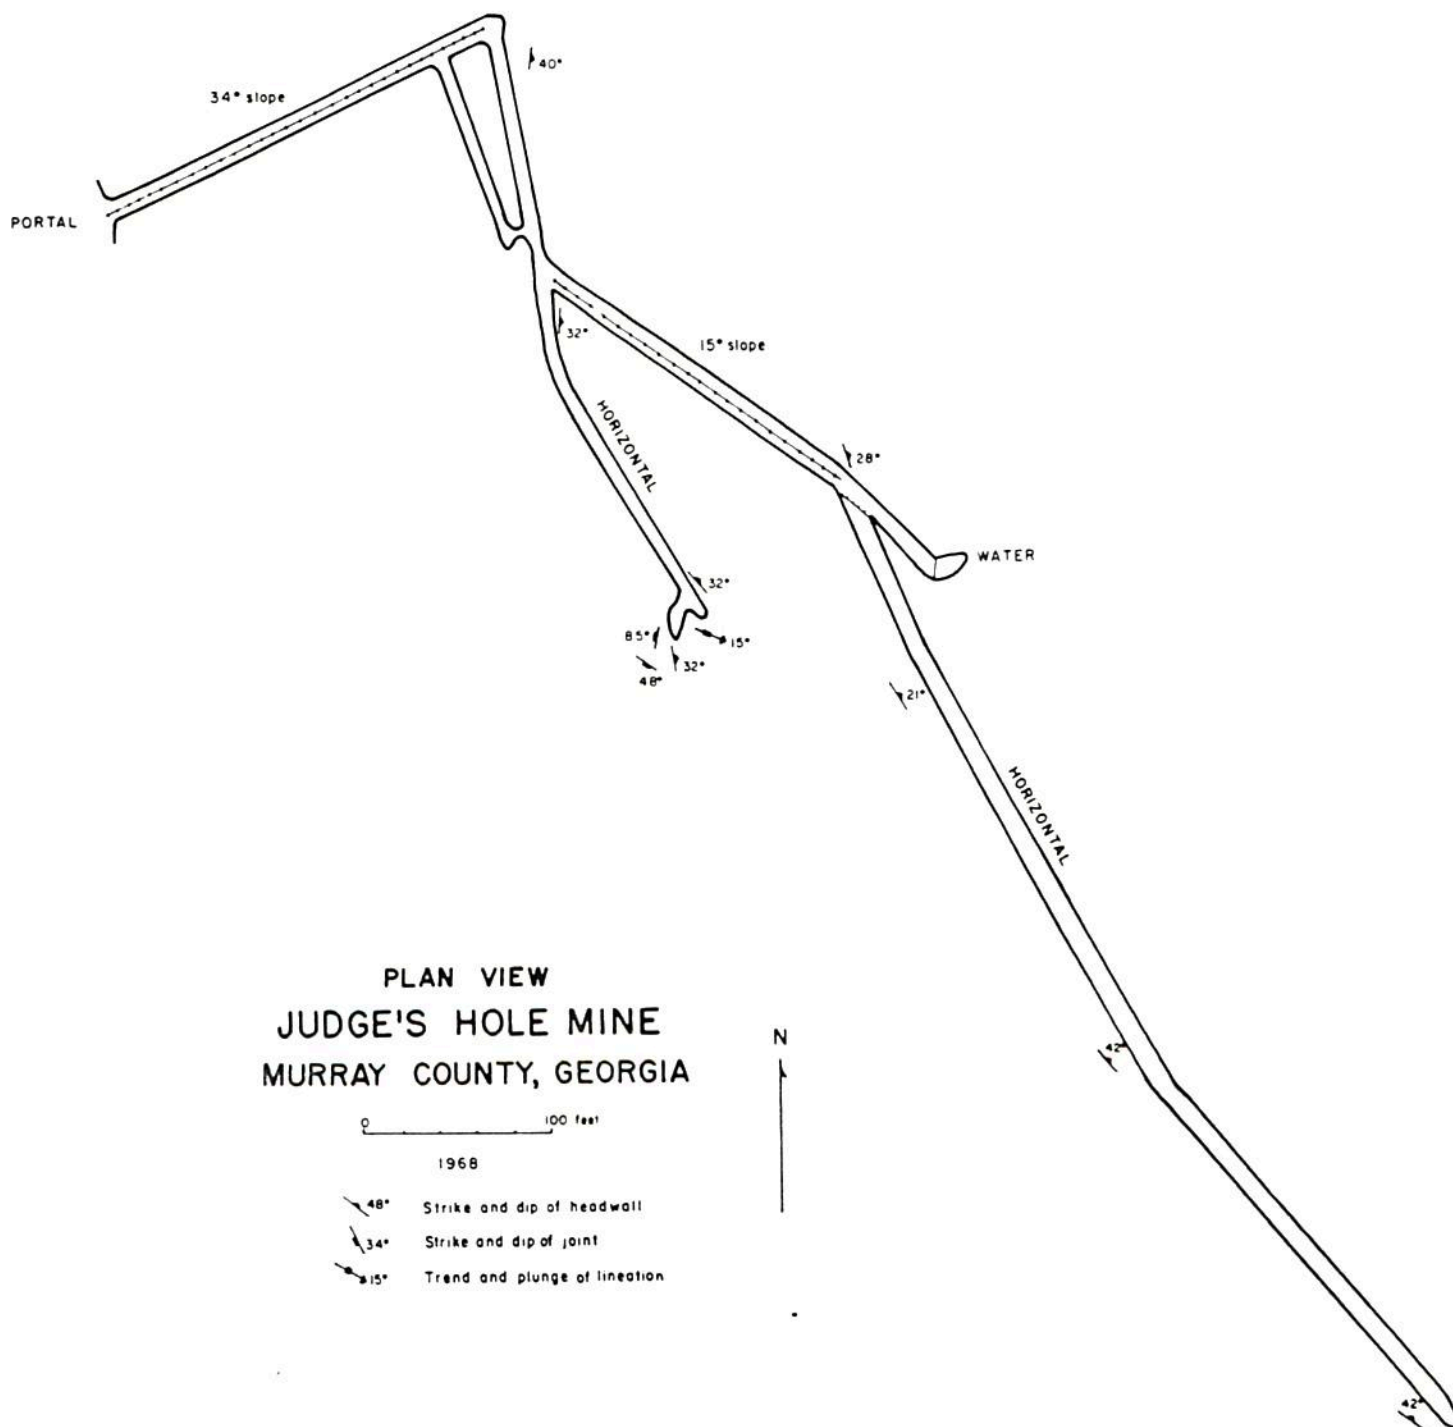 40°
34° slope
PORTAL
32°
15° slope
HORIZONTAL
28°
WATER
32°
85°
15°
32°
48°
21°
HORIZONTAL
PLAN VIEW
JUDGE'S HOLE MINE
N
42°
MURRAY COUNTY, GEORGIA
0 100 feet
1968
48° Strike and dip of headwall
34° Strike and dip of joint
15° Trend and plunge of lineation
42°